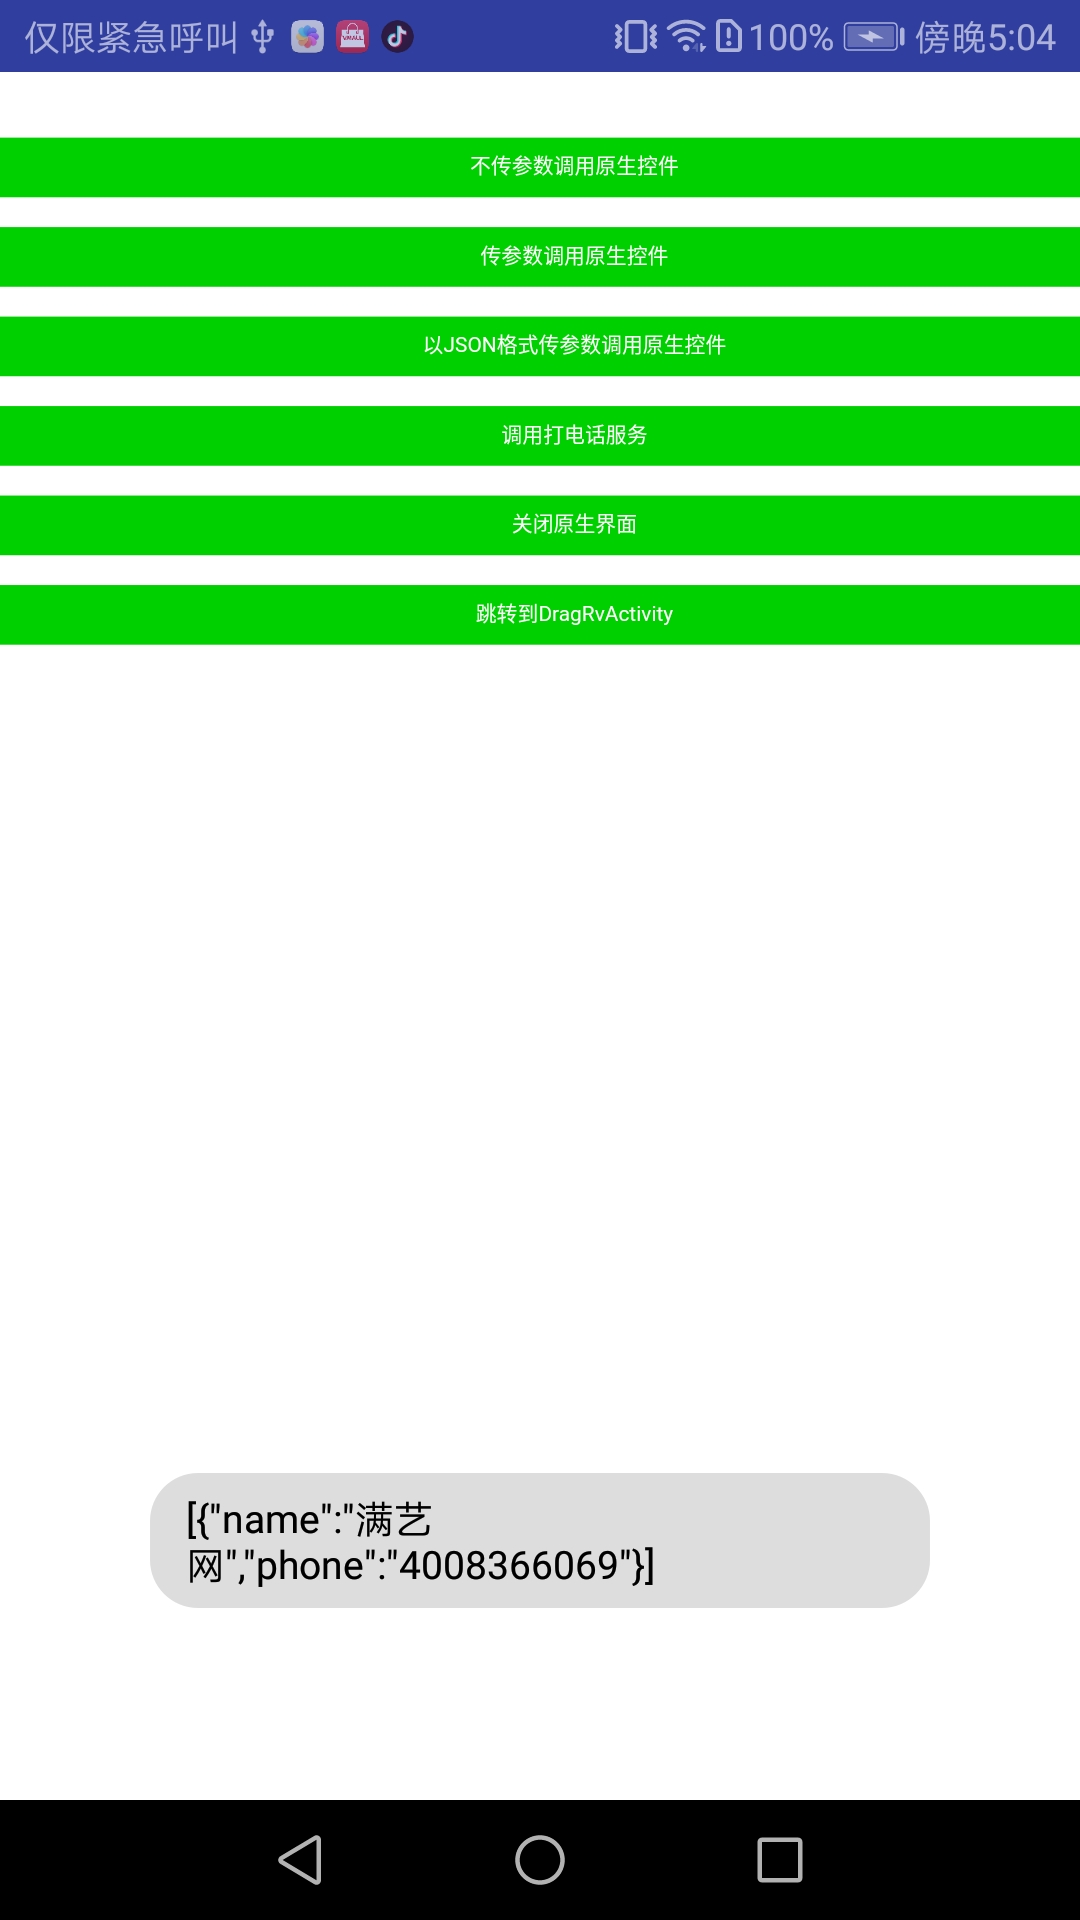 仅限紧急呼叫 100% 傍晚5:04
不传参数调用原生控件
传参数调用原生控件
以JSON格式传参数调用原生控件
调用打电话服务
关闭原生界面
跳转到DragRvActivity
[{"name":"满艺
网","phone":"4008366069"}]